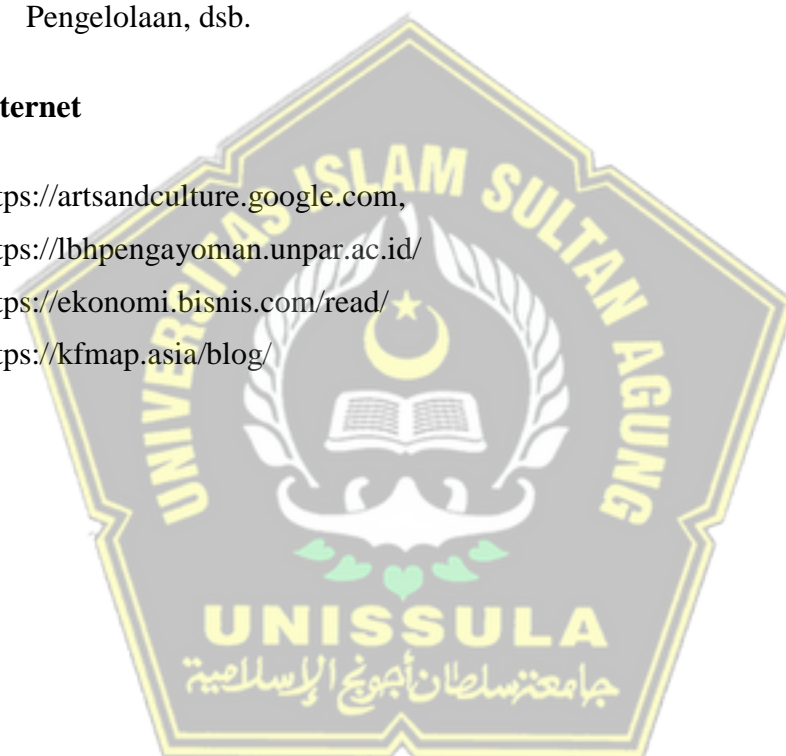 Pengelolaan, dsb.
nternet
tps://artsandculture.google.com,
tps://lbhpengayoman.unpar.ac.id/
tps://ekonomi.bisnis.com/read/
tps://kfmap.asia/blog/
UNIVERSITAS ISLAM SULTAN AGUNG
UNISSULA
جامعة سلطان أجونج الإسلامية